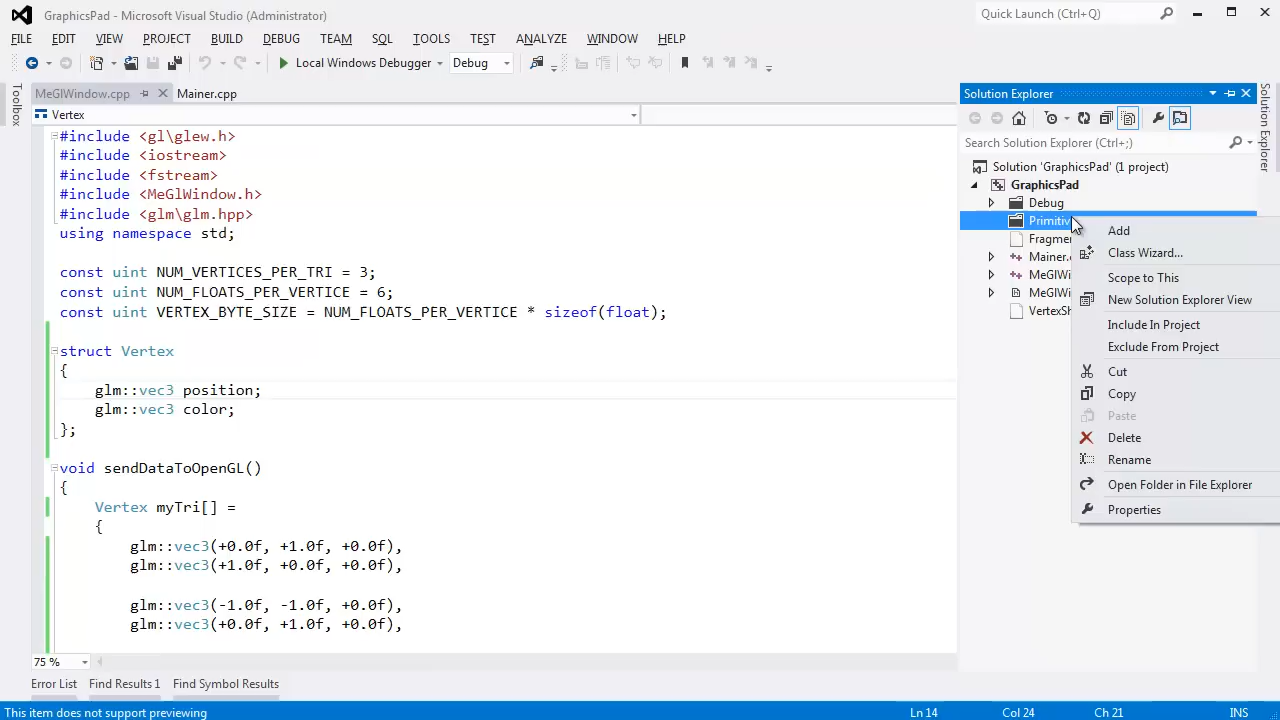 GraphicsPad - Microsoft Visual Studio (Administrator)
Quick Launch (Ctrl+Q)
FILE EDIT VIEW PROJECT BUILD DEBUG TEAM SQL TOOLS TEST ANALYZE WINDOW HELP
Local Windows Debugger Debug
Toolbox
MeGlWindow.cpp Mainer.cpp
Vertex
#include <gl\glew.h>
#include <iostream>
#include <fstream>
#include <MeGlWindow.h>
#include <glm\glm.hpp>
using namespace std;
const uint NUM_VERTICES_PER_TRI = 3;
const uint NUM_FLOATS_PER_VERTICE = 6;
const uint VERTEX_BYTE_SIZE = NUM_FLOATS_PER_VERTICE * sizeof(float);
struct Vertex
{
glm::vec3 position;
glm::vec3 color;
};
void sendDataToOpenGL()
{
Vertex myTri[] =
{
glm::vec3(+0.0f, +1.0f, +0.0f),
glm::vec3(+1.0f, +0.0f, +0.0f),
glm::vec3(-1.0f, -1.0f, +0.0f),
glm::vec3(+0.0f, +1.0f, +0.0f),
75 %
Solution Explorer
Solution Explorer
Search Solution Explorer (Ctrl+;)
Solution 'GraphicsPad' (1 project)
GraphicsPad
Debug
Primitiv
Fragme
Mainer.c
MeGlWi
MeGlWi
VertexSh
Add
Class Wizard...
Scope to This
New Solution Explorer View
Include In Project
Exclude From Project
Cut
Copy
Paste
Delete
Rename
Open Folder in File Explorer
Properties
Error List Find Results 1 Find Symbol Results
This item does not support previewing Ln 14 Col 24 Ch 21 INS